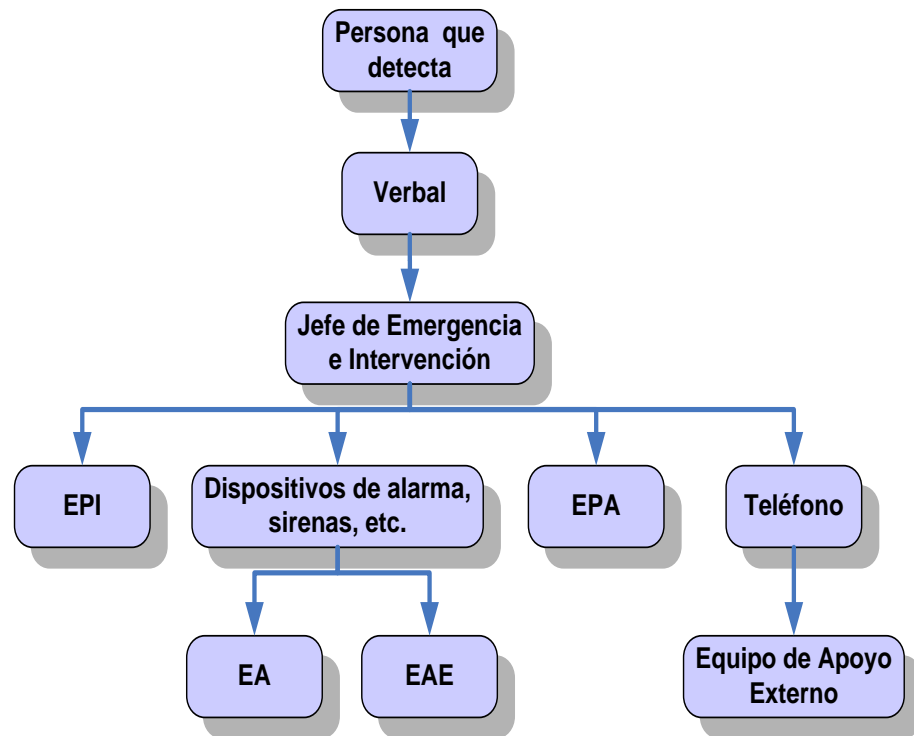 Persona que
detecta
Verbal
Jefe de Emergencia
e Intervención
EPI
Dispositivos de alarma,
sirenas, etc.
EPA
Teléfono
EA
EAE
Equipo de Apoyo
Externo